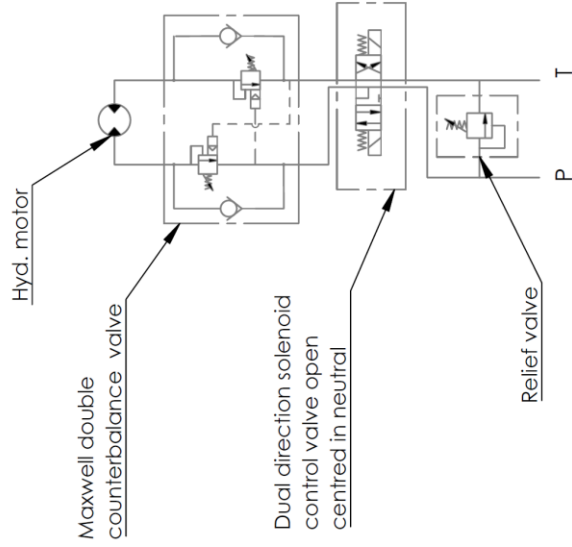 Hyd. motor
Maxwell double
counterbalance valve
Dual direction solenoid
control valve open
centred in neutral
Relief valve
P
T